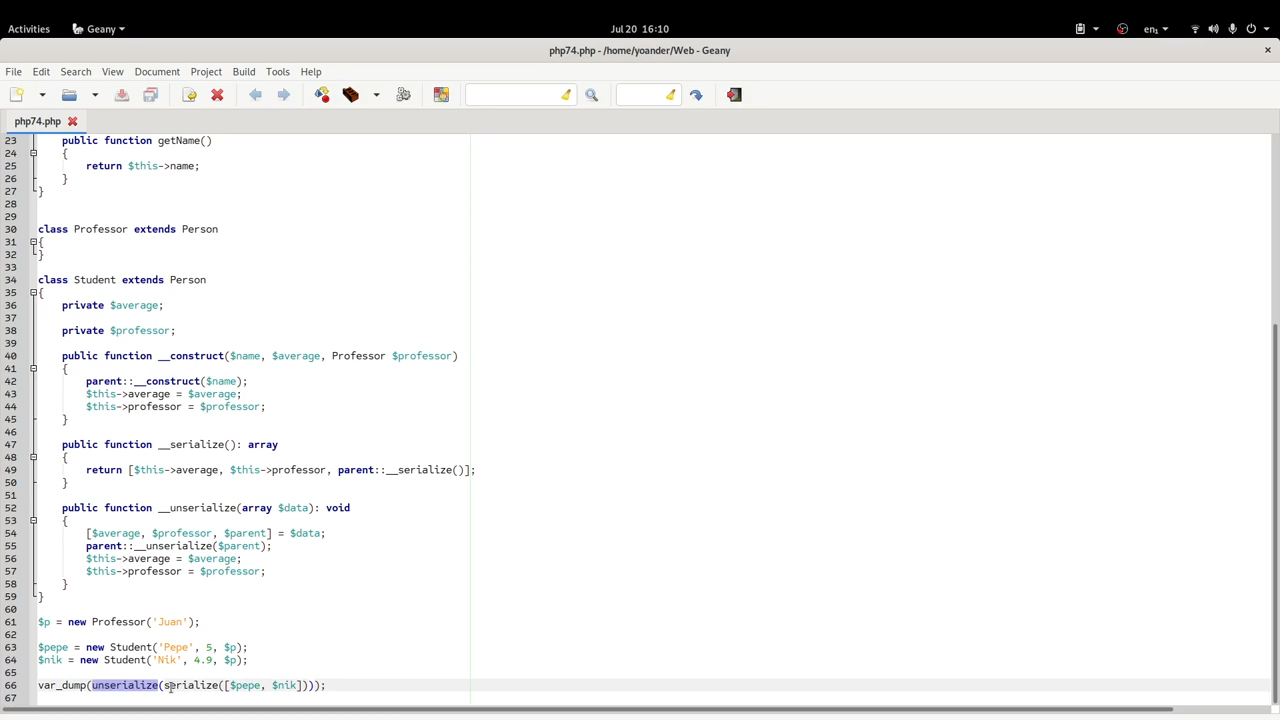 Activities Geany Jul 20 16:10 en₁
php74.php - /home/yoander/Web - Geany
File Edit Search View Document Project Build Tools Help
php74.php
23 public function getName()
24 {
25 return $this->name;
26 }
27 }
28
29
30 class Professor extends Person
31 {
32 }
33
34 class Student extends Person
35 {
36 private $average;
37
38 private $professor;
39
40 public function __construct($name, $average, Professor $professor)
41 {
42 parent::__construct($name);
43 $this->average = $average;
44 $this->professor = $professor;
45 }
46
47 public function __serialize(): array
48 {
49 return [$this->average, $this->professor, parent::__serialize()];
50 }
51
52 public function __unserialize(array $data): void
53 {
54 [$average, $professor, $parent] = $data;
55 parent::__unserialize($parent);
56 $this->average = $average;
57 $this->professor = $professor;
58 }
59 }
60
61 $p = new Professor('Juan');
62
63 $pepe = new Student('Pepe', 5, $p);
64 $nik = new Student('Nik', 4.9, $p);
65
66 var_dump(unserialize(serialize([$pepe, $nik])));
67